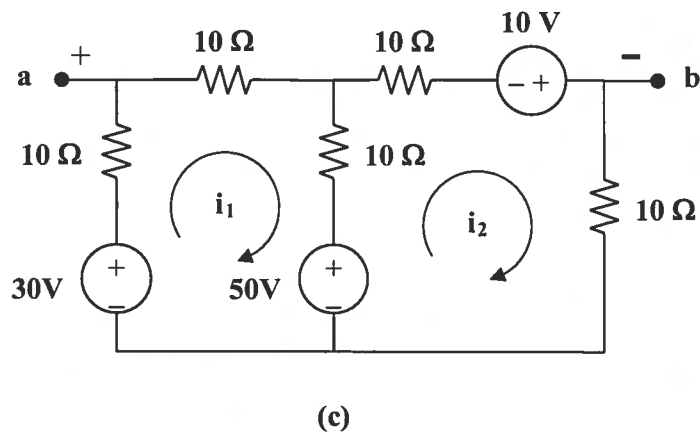 10 Ω 10 Ω 10 V
a + − + − b
10 Ω 10 Ω 10 Ω
i₁ i₂
30V + − 50V + −
(c)